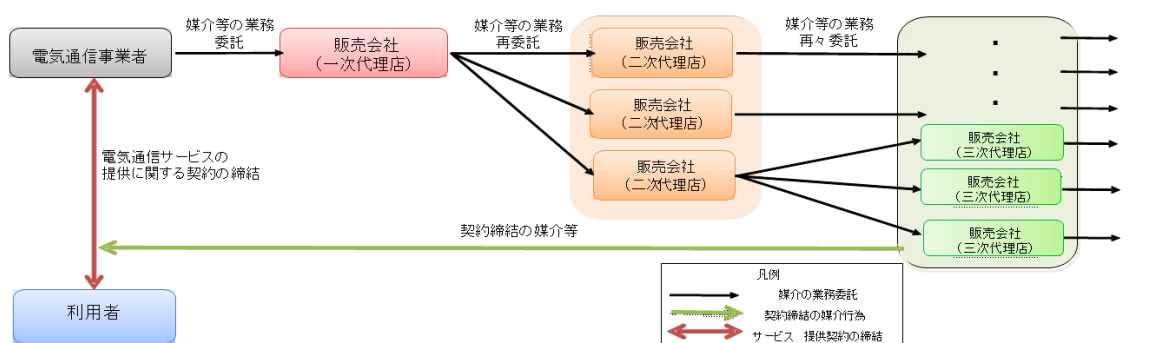 媒介等の業務
委託
媒介等の業務
再委託
媒介等の業務
再々委託
電気通信事業者
販売会社
（一次代理店）
販売会社
（二次代理店）
販売会社
（二次代理店）
販売会社
（二次代理店）
販売会社
（三次代理店）
販売会社
（三次代理店）
販売会社
（三次代理店）
電気通信サービスの
提供に関する契約の締結
契約締結の媒介等
利用者
凡例
媒介の業務委託
契約締結の媒介行為
サービス 提供契約の締結